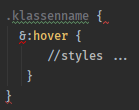 .klassenname {
&:hover {
//styles ...
}
}